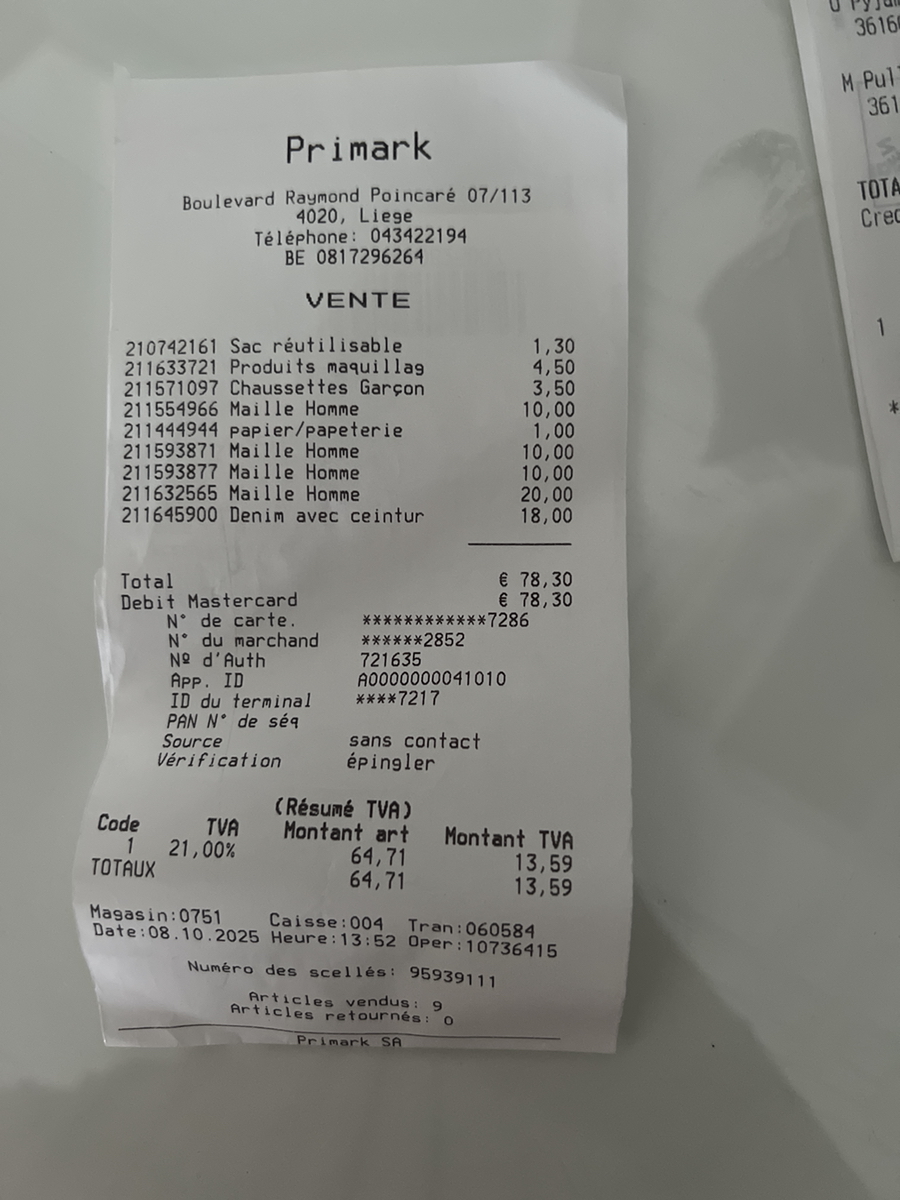 Primark
Boulevard Raymond Poincaré 07/113
4020, Liege
Téléphone: 043422194
BE 0817296264
VENTE
210742161 Sac réutilisable 1,30
211633721 Produits maquillag 4,50
211571097 Chaussettes Garçon 3,50
211554966 Maille Homme 10,00
211444944 papier/papeterie 1,00
211593871 Maille Homme 10,00
211593877 Maille Homme 10,00
211632565 Maille Homme 20,00
211645900 Denim avec ceintur 18,00
Total € 78,30
Debit Mastercard € 78,30
N° de carte. ************7286
N° du marchand ******2852
Nº d'Auth 721635
App. ID A0000000041010
ID du terminal ****7217
PAN N° de séq
Source sans contact
Vérification épingler
(Résumé TVA)
Code TVA Montant art Montant TVA
1 21,00% 64,71 13,59
TOTAUX 64,71 13,59
Magasin:0751 Caisse:004 Tran:060584
Date:08.10.2025 Heure:13:52 Oper:10736415
Numéro des scellés: 95939111
Articles vendus: 9
Articles retournés: 0
Primark SA
3616
M Pul
361
TOTA
Cred
1
*